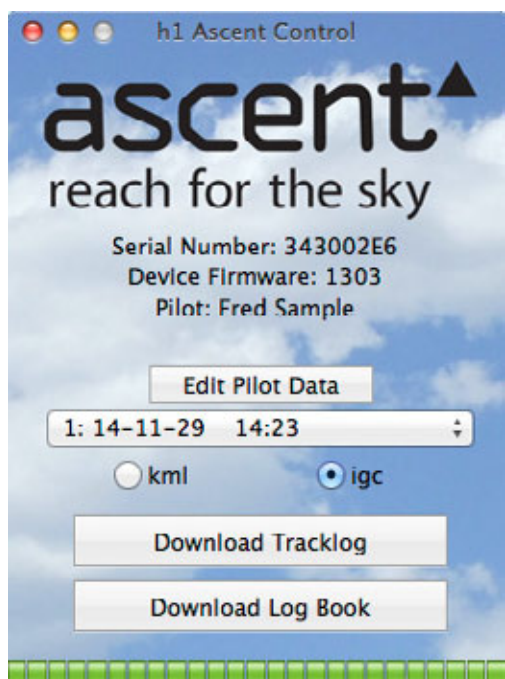 h1 Ascent Control
ascent
reach for the sky
Serial Number: 343002E6
Device Firmware: 1303
Pilot: Fred Sample
Edit Pilot Data
1: 14-11-29 14:23
kml igc
Download Tracklog
Download Log Book